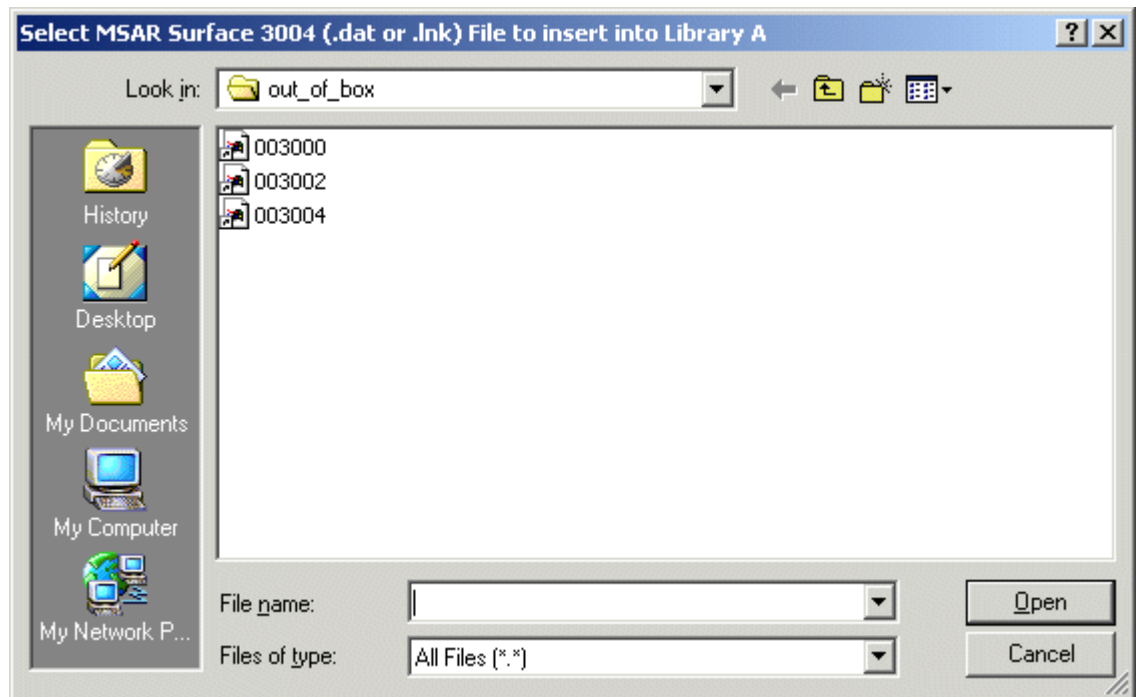 Select MSAR Surface 3004 (.dat or .lnk) File to insert into Library A
Look in: out_of_box
003000
003002
003004
History
Desktop
My Documents
My Computer
My Network P...
File name: Open
Files of type: All Files (*.*) Cancel